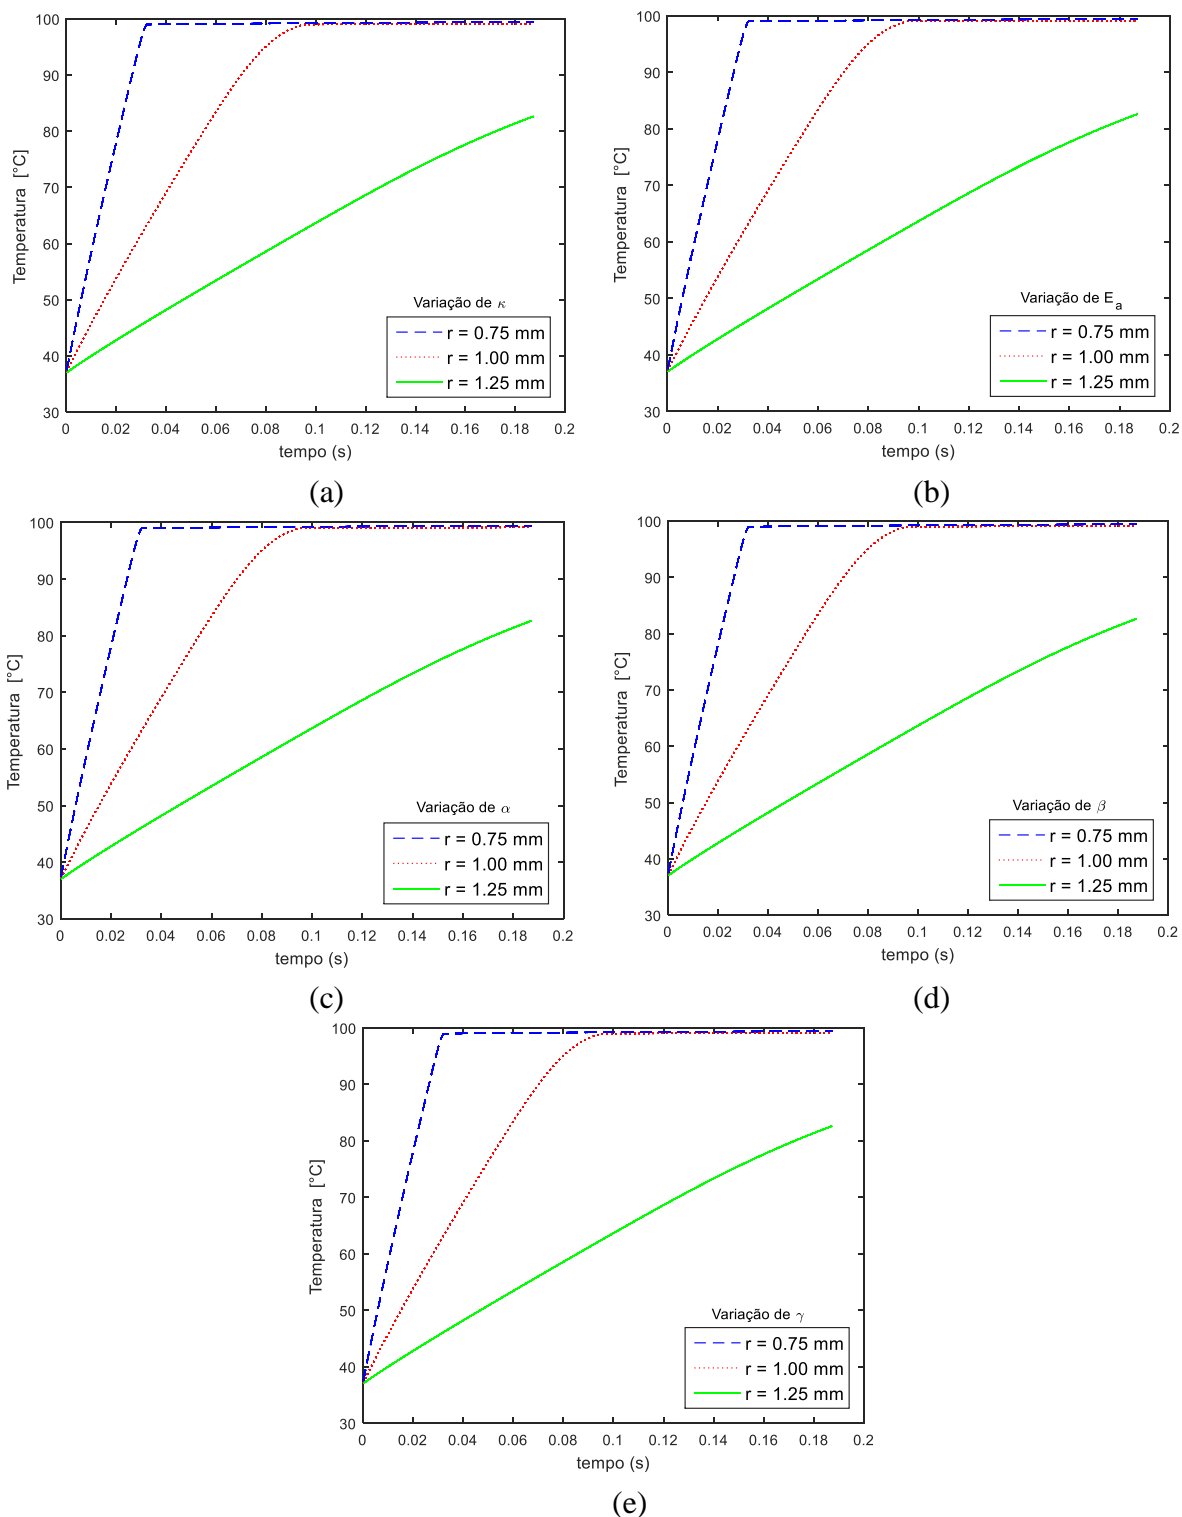 100
90
80
70
60
50
40
30
Temperatura [°C]
0 0.02 0.04 0.06 0.08 0.1 0.12 0.14 0.16 0.18 0.2
tempo (s)
Variação de κ
r = 0.75 mm
r = 1.00 mm
r = 1.25 mm
(a)
100
90
80
70
60
50
40
30
Temperatura [°C]
0 0.02 0.04 0.06 0.08 0.1 0.12 0.14 0.16 0.18 0.2
tempo (s)
Variação de E_a
r = 0.75 mm
r = 1.00 mm
r = 1.25 mm
(b)
100
90
80
70
60
50
40
30
Temperatura [°C]
0 0.02 0.04 0.06 0.08 0.1 0.12 0.14 0.16 0.18 0.2
tempo (s)
Variação de α
r = 0.75 mm
r = 1.00 mm
r = 1.25 mm
(c)
100
90
80
70
60
50
40
30
Temperatura [°C]
0 0.02 0.04 0.06 0.08 0.1 0.12 0.14 0.16 0.18 0.2
tempo (s)
Variação de β
r = 0.75 mm
r = 1.00 mm
r = 1.25 mm
(d)
100
90
80
70
60
50
40
30
Temperatura [°C]
0 0.02 0.04 0.06 0.08 0.1 0.12 0.14 0.16 0.18 0.2
tempo (s)
Variação de γ
r = 0.75 mm
r = 1.00 mm
r = 1.25 mm
(e)